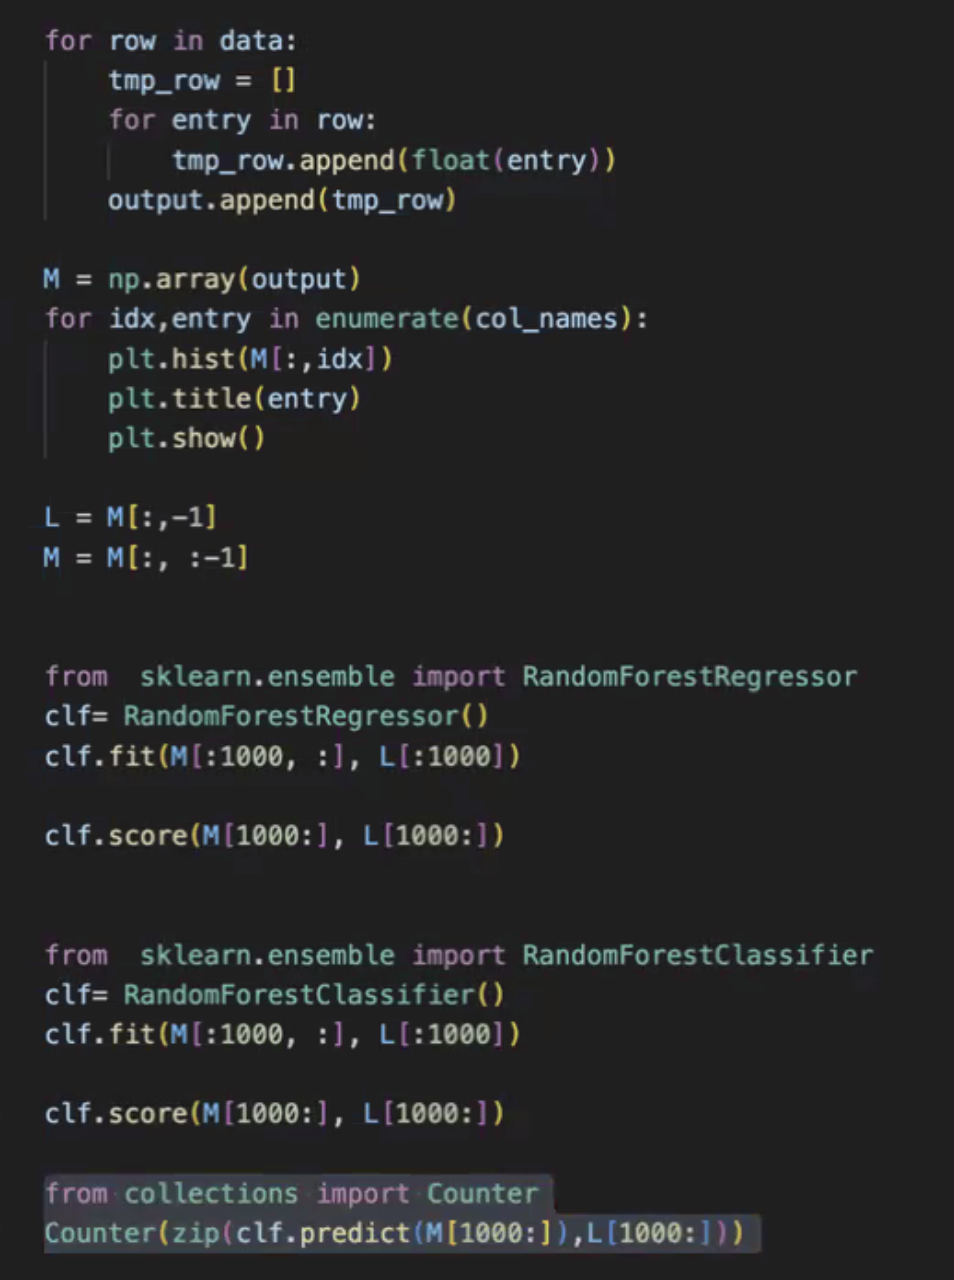 for row in data:
    tmp_row = []
    for entry in row:
        tmp_row.append(float(entry))
    output.append(tmp_row)

M = np.array(output)
for idx,entry in enumerate(col_names):
    plt.hist(M[:,idx])
    plt.title(entry)
    plt.show()

L = M[:,-1]
M = M[:, :-1]

from  sklearn.ensemble import RandomForestRegressor
clf= RandomForestRegressor()
clf.fit(M[:1000, :], L[:1000])

clf.score(M[1000:], L[1000:])

from  sklearn.ensemble import RandomForestClassifier
clf= RandomForestClassifier()
clf.fit(M[:1000, :], L[:1000])

clf.score(M[1000:], L[1000:])

from collections import Counter
Counter(zip(clf.predict(M[1000:]),L[1000:]))